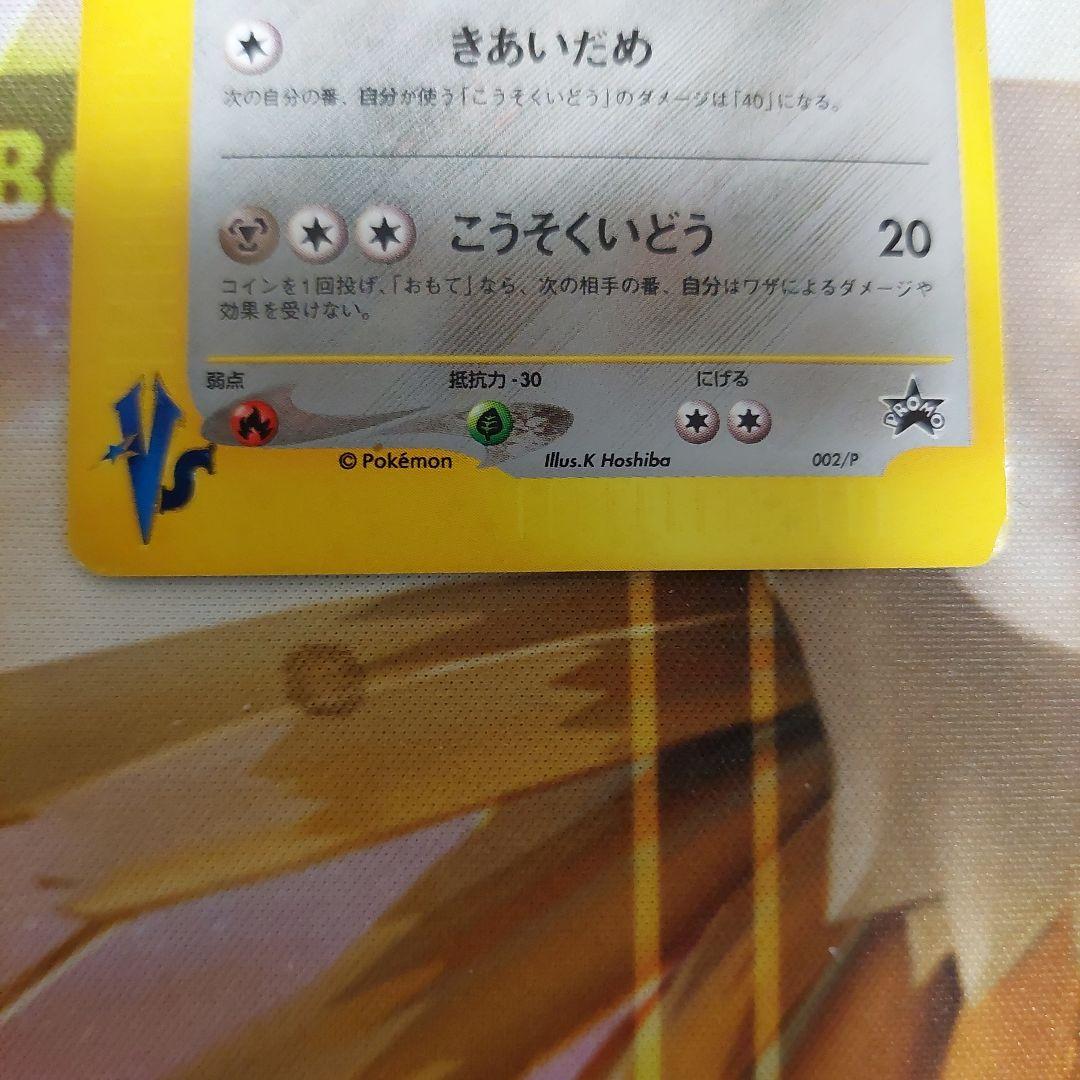 きあいだめ
次の自分の番、自分が使う「こうそくいどう」のダメージは「40」になる。
こうそくいどう 20
コインを1回投げ、「おもて」なら、次の相手の番、自分はワザによるダメージや
効果を受けない。
弱点 抵抗力 -30 にげる
PROMO
VS
© Pokémon Illus.K Hoshiba 002/P